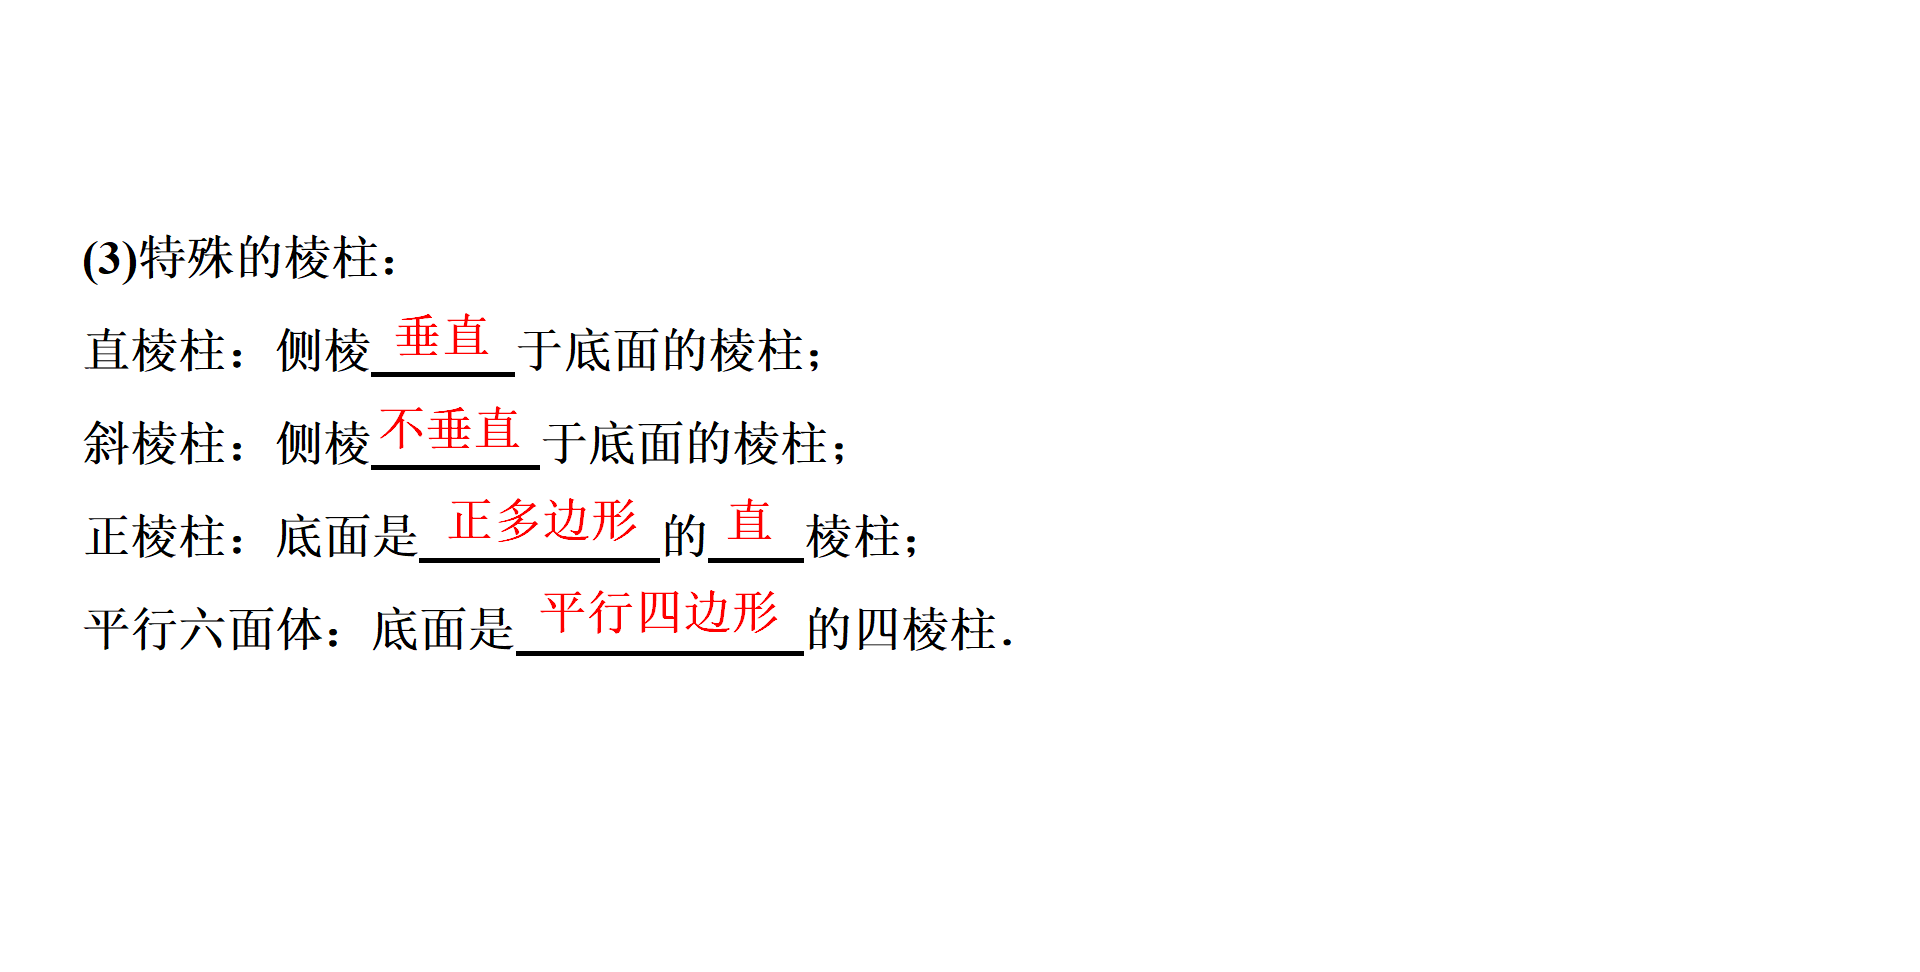 (3)特殊的棱柱：
直棱柱：侧棱垂直于底面的棱柱；
斜棱柱：侧棱不垂直于底面的棱柱；
正棱柱：底面是正多边形的直棱柱；
平行六面体：底面是平行四边形的四棱柱．